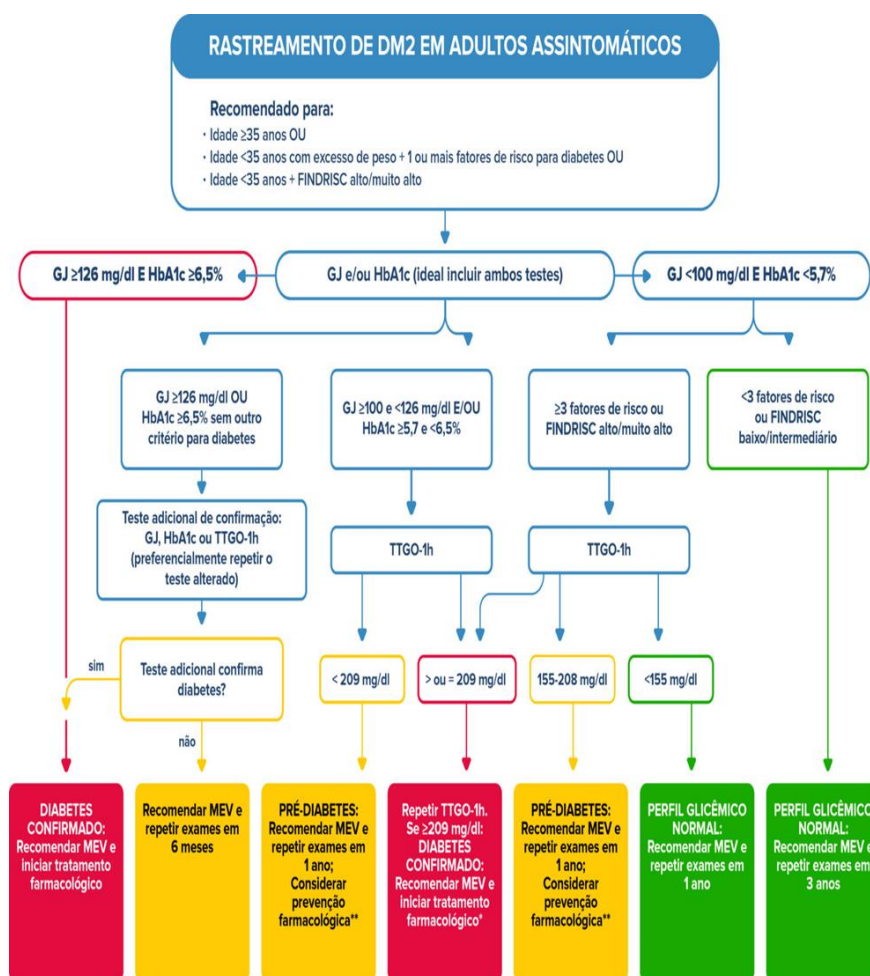 RASTREAMENTO DE DM2 EM ADULTOS ASSINTOMÁTICOS
Recomendado para:
· Idade ≥35 anos OU
· Idade <35 anos com excesso de peso + 1 ou mais fatores de risco para diabetes OU
· Idade <35 anos + FINDRISC alto/muito alto
GJ ≥126 mg/dl E HbA1c ≥6,5%
GJ e/ou HbA1c (ideal incluir ambos testes)
GJ <100 mg/dl E HbA1c <5,7%
GJ ≥126 mg/dl OU
HbA1c ≥6,5% sem outro
critério para diabetes
GJ ≥100 e <126 mg/dl E/OU
HbA1c ≥5,7 e <6,5%
≥3 fatores de risco ou
FINDRISC alto/muito alto
<3 fatores de risco
ou FINDRISC
baixo/intermediário
Teste adicional de confirmação:
GJ, HbA1c ou TTGO-1h
(preferencialmente repetir o
teste alterado)
TTGO-1h
TTGO-1h
sim
Teste adicional confirma
diabetes?
não
< 209 mg/dl
> ou = 209 mg/dl
155-208 mg/dl
<155 mg/dl
DIABETES
CONFIRMADO:
Recomendar MEV e
iniciar tratamento
farmacológico
Recomendar MEV e
repetir exames em
6 meses
PRÉ-DIABETES:
Recomendar MEV e
repetir exames em
1 ano;
Considerar
prevenção
farmacológica**
Repetir TTGO-1h.
Se ≥209 mg/dl:
DIABETES
CONFIRMADO:
Recomendar MEV e
iniciar tratamento
farmacológico*
PRÉ-DIABETES:
Recomendar MEV e
repetir exames em
1 ano;
Considerar
prevenção
farmacológica**
PERFIL GLICÊMICO
NORMAL:
Recomendar MEV e
repetir exames em
1 ano
PERFIL GLICÊMICO
NORMAL:
Recomendar MEV e
repetir exames em
3 anos